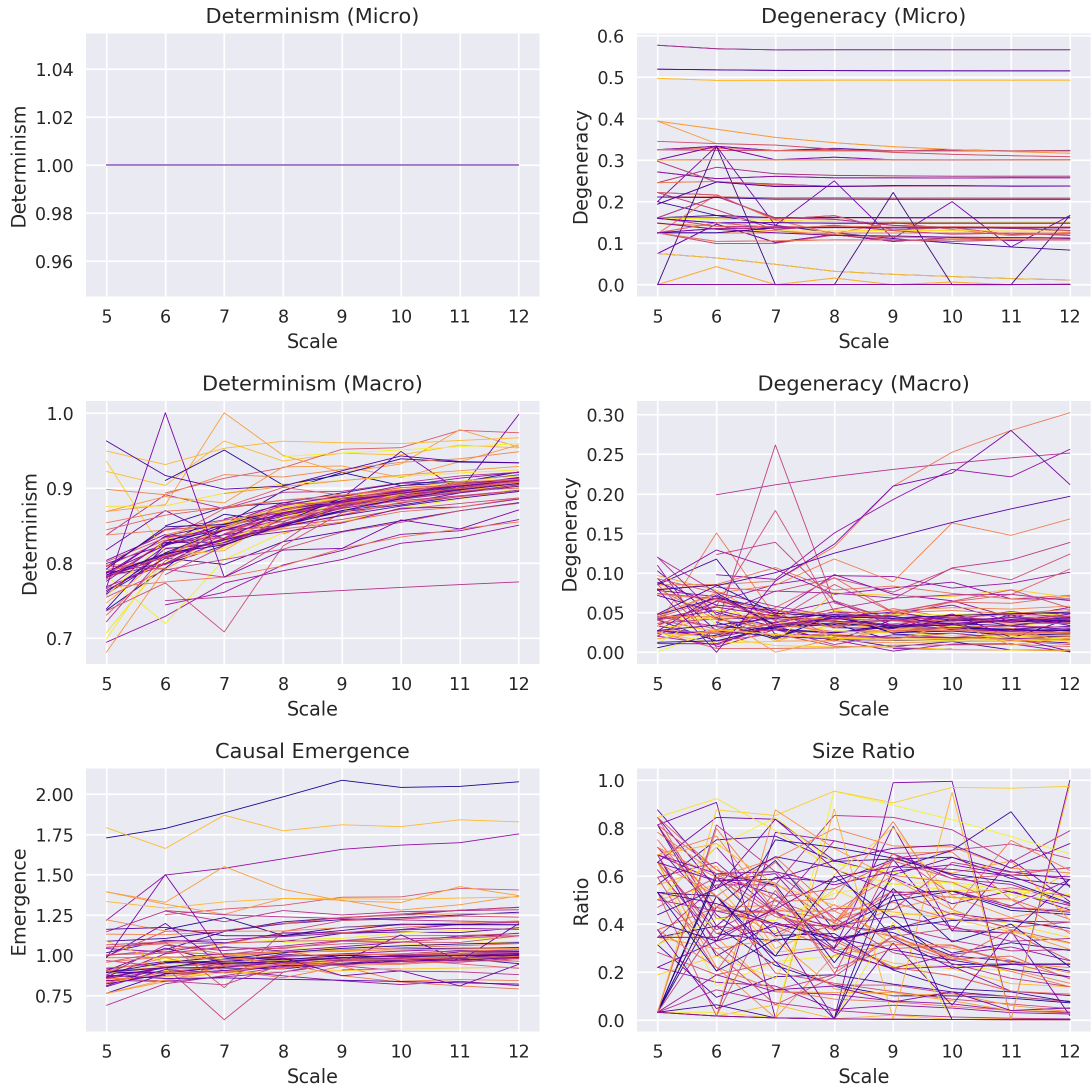 Determinism (Micro)
Determinism
1.04
1.02
1.00
0.98
0.96
5 6 7 8 9 10 11 12
Scale
Degeneracy (Micro)
Degeneracy
0.6
0.5
0.4
0.3
0.2
0.1
0.0
5 6 7 8 9 10 11 12
Scale
Determinism (Macro)
Determinism
1.0
0.9
0.8
0.7
5 6 7 8 9 10 11 12
Scale
Degeneracy (Macro)
Degeneracy
0.30
0.25
0.20
0.15
0.10
0.05
0.00
5 6 7 8 9 10 11 12
Scale
Causal Emergence
Emergence
2.00
1.75
1.50
1.25
1.00
0.75
5 6 7 8 9 10 11 12
Scale
Size Ratio
Ratio
1.0
0.8
0.6
0.4
0.2
0.0
5 6 7 8 9 10 11 12
Scale